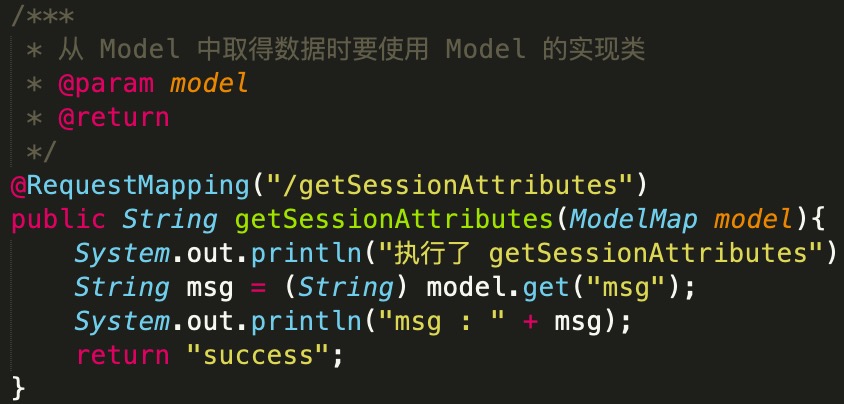 /***
 * 从 Model 中取得数据时要使用 Model 的实现类
 * @param model
 * @return
 */
@RequestMapping("/getSessionAttributes")
public String getSessionAttributes(ModelMap model){
    System.out.println("执行了 getSessionAttributes")
    String msg = (String) model.get("msg");
    System.out.println("msg : " + msg);
    return "success";
}